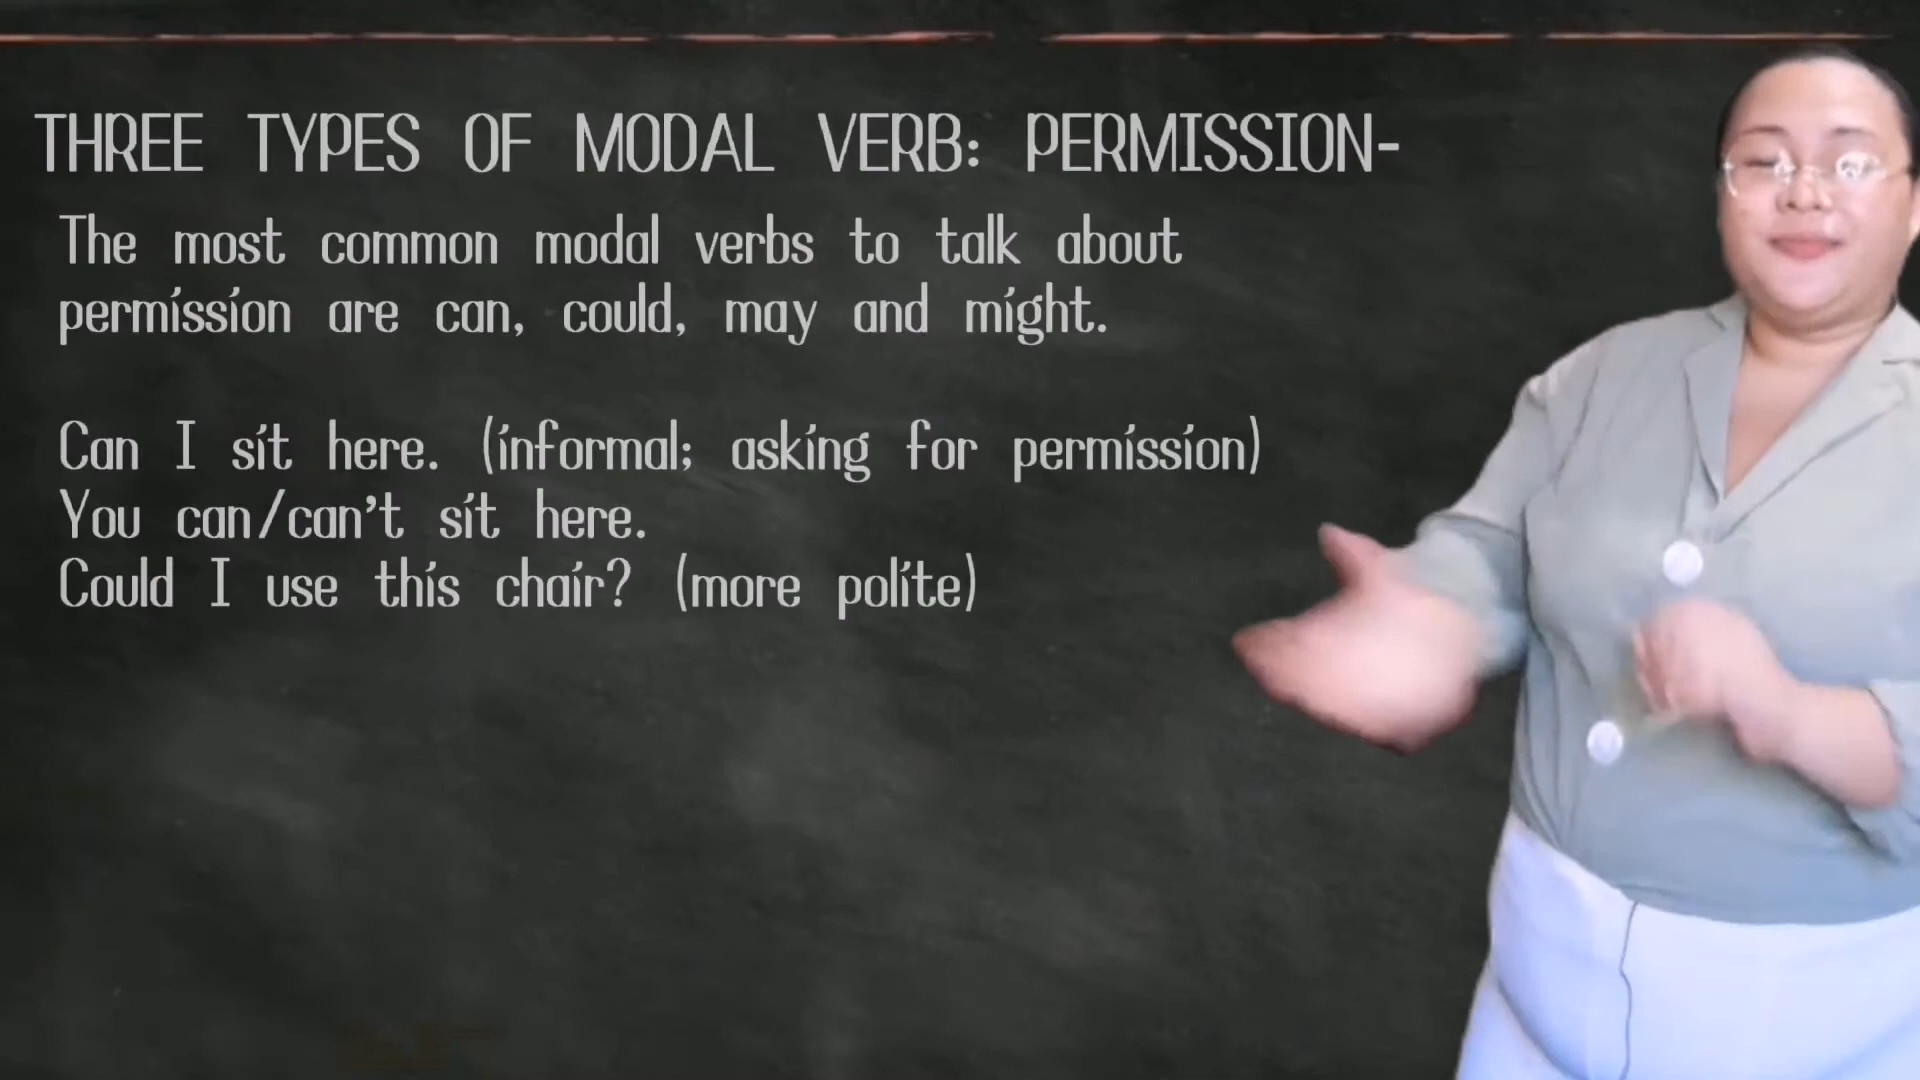 THREE TYPES OF MODAL VERB: PERMISSION-
The most common modal verbs to talk about
permission are can, could, may and might.
Can I sit here. (informal; asking for permission)
You can/can't sit here.
Could I use this chair? (more polite)